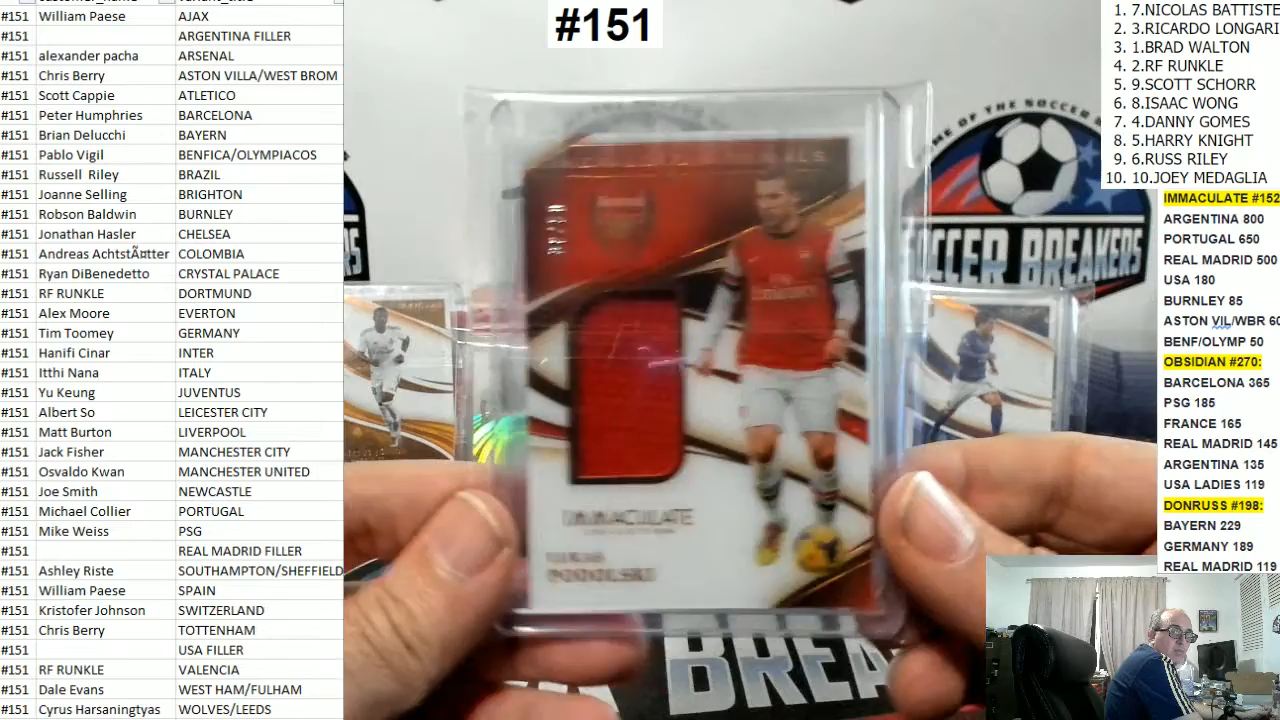 #151 William Paese AJAX
#151 ARGENTINA FILLER
#151 alexander pacha ARSENAL
#151 Chris Berry ASTON VILLA/WEST BROM
#151 Scott Cappie ATLETICO
#151 Peter Humphries BARCELONA
#151 Brian Delucchi BAYERN
#151 Pablo Vigil BENFICA/OLYMPIACOS
#151 Russell Riley BRAZIL
#151 Joanne Selling BRIGHTON
#151 Robson Baldwin BURNLEY
#151 Jonathan Hasler CHELSEA
#151 Andreas AchtstÃ¤tter COLOMBIA
#151 Ryan DiBenedetto CRYSTAL PALACE
#151 RF RUNKLE DORTMUND
#151 Alex Moore EVERTON
#151 Tim Toomey GERMANY
#151 Hanifi Cinar INTER
#151 Itthi Nana ITALY
#151 Yu Keung JUVENTUS
#151 Albert So LEICESTER CITY
#151 Matt Burton LIVERPOOL
#151 Jack Fisher MANCHESTER CITY
#151 Osvaldo Kwan MANCHESTER UNITED
#151 Joe Smith NEWCASTLE
#151 Michael Collier PORTUGAL
#151 Mike Weiss PSG
#151 REAL MADRID FILLER
#151 Ashley Riste SOUTHAMPTON/SHEFFIELD
#151 William Paese SPAIN
#151 Kristofer Johnson SWITZERLAND
#151 Chris Berry TOTTENHAM
#151 USA FILLER
#151 RF RUNKLE VALENCIA
#151 Dale Evans WEST HAM/FULHAM
#151 Cyrus Harsaningtyas WOLVES/LEEDS
#151
IMMACULATE
LUKAS
PODOLSKI
OF THE SOCCER
SOCCER BREAKERS
BREA
1. 7.NICOLAS BATTISTE
2. 3.RICARDO LONGARI
3. 1.BRAD WALTON
4. 2.RF RUNKLE
5. 9.SCOTT SCHORR
6. 8.ISAAC WONG
7. 4.DANNY GOMES
8. 5.HARRY KNIGHT
9. 6.RUSS RILEY
10. 10.JOEY MEDAGLIA
IMMACULATE #152
ARGENTINA 800
PORTUGAL 650
REAL MADRID 500
USA 180
BURNLEY 85
ASTON VIL/WBR 60
BENF/OLYMP 50
OBSIDIAN #270:
BARCELONA 365
PSG 185
FRANCE 165
REAL MADRID 145
ARGENTINA 135
USA LADIES 119
DONRUSS #198:
BAYERN 229
GERMANY 189
REAL MADRID 119